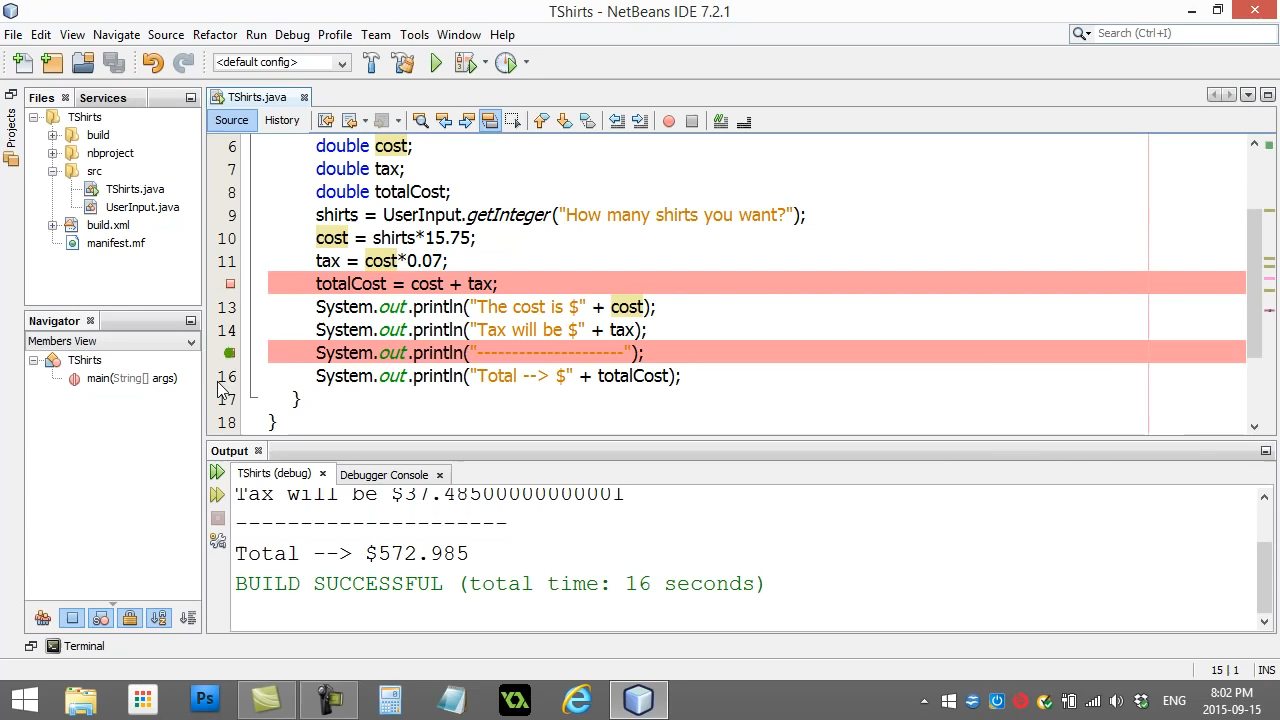 TShirts - NetBeans IDE 7.2.1
File Edit View Navigate Source Refactor Run Debug Profile Team Tools Window Help
Search (Ctrl+I)
<default config>
Projects
Files Services
TShirts
build
nbproject
src
TShirts.java
UserInput.java
build.xml
manifest.mf
Navigator
Members View
TShirts
main(String[] args)
TShirts.java
Source History
6 double cost;
7 double tax;
8 double totalCost;
9 shirts = UserInput.getInteger("How many shirts you want?");
10 cost = shirts*15.75;
11 tax = cost*0.07;
totalCost = cost + tax;
13 System.out.println("The cost is $" + cost);
14 System.out.println("Tax will be $" + tax);
System.out.println("---------------------");
16 System.out.println("Total --> $" + totalCost);
17 }
18 }
Output
TShirts (debug) Debugger Console
Tax will be $37.48500000000001
---------------------
Total --> $572.985
BUILD SUCCESSFUL (total time: 16 seconds)
Terminal
15 | 1 INS
Ps
ENG
8:02 PM
2015-09-15